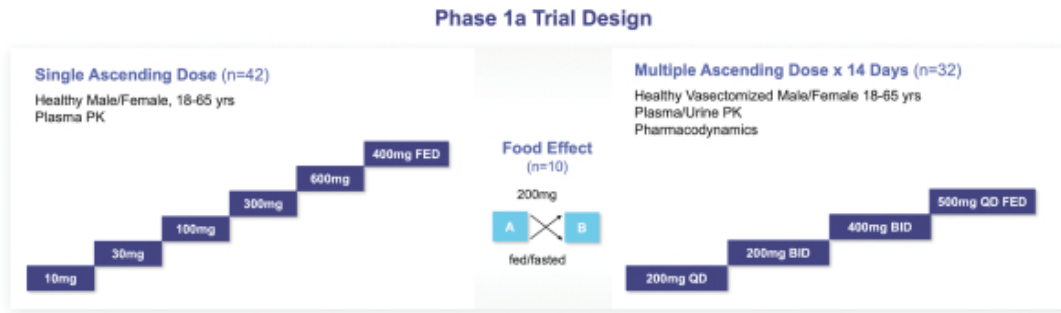 Phase 1a Trial Design
Single Ascending Dose (n=42)
Healthy Male/Female, 18-65 yrs
Plasma PK
400mg FED
600mg
300mg
100mg
30mg
10mg
Food Effect
(n=10)
200mg
A B
fed/fasted
Multiple Ascending Dose x 14 Days (n=32)
Healthy Vasectomized Male/Female 18-65 yrs
Plasma/Urine PK
Pharmacodynamics
500mg QD FED
400mg BID
200mg BID
200mg QD